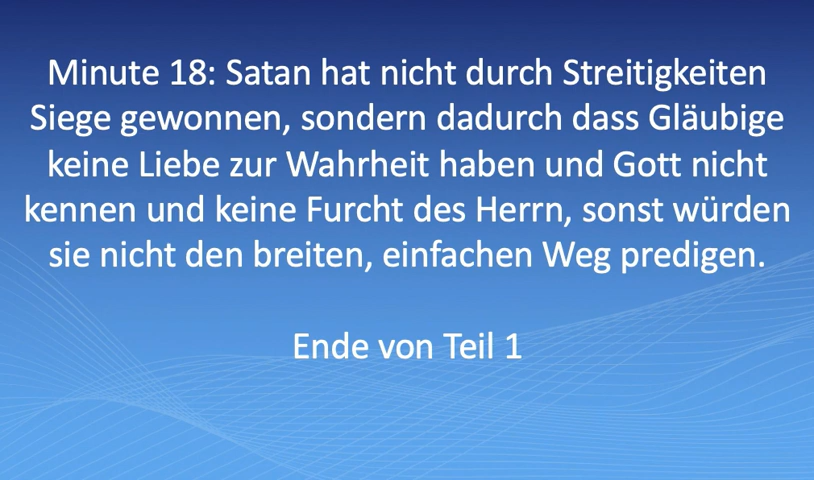 Minute 18: Satan hat nicht durch Streitigkeiten
Siege gewonnen, sondern dadurch dass Gläubige
keine Liebe zur Wahrheit haben und Gott nicht
kennen und keine Furcht des Herrn, sonst würden
sie nicht den breiten, einfachen Weg predigen.
Ende von Teil 1